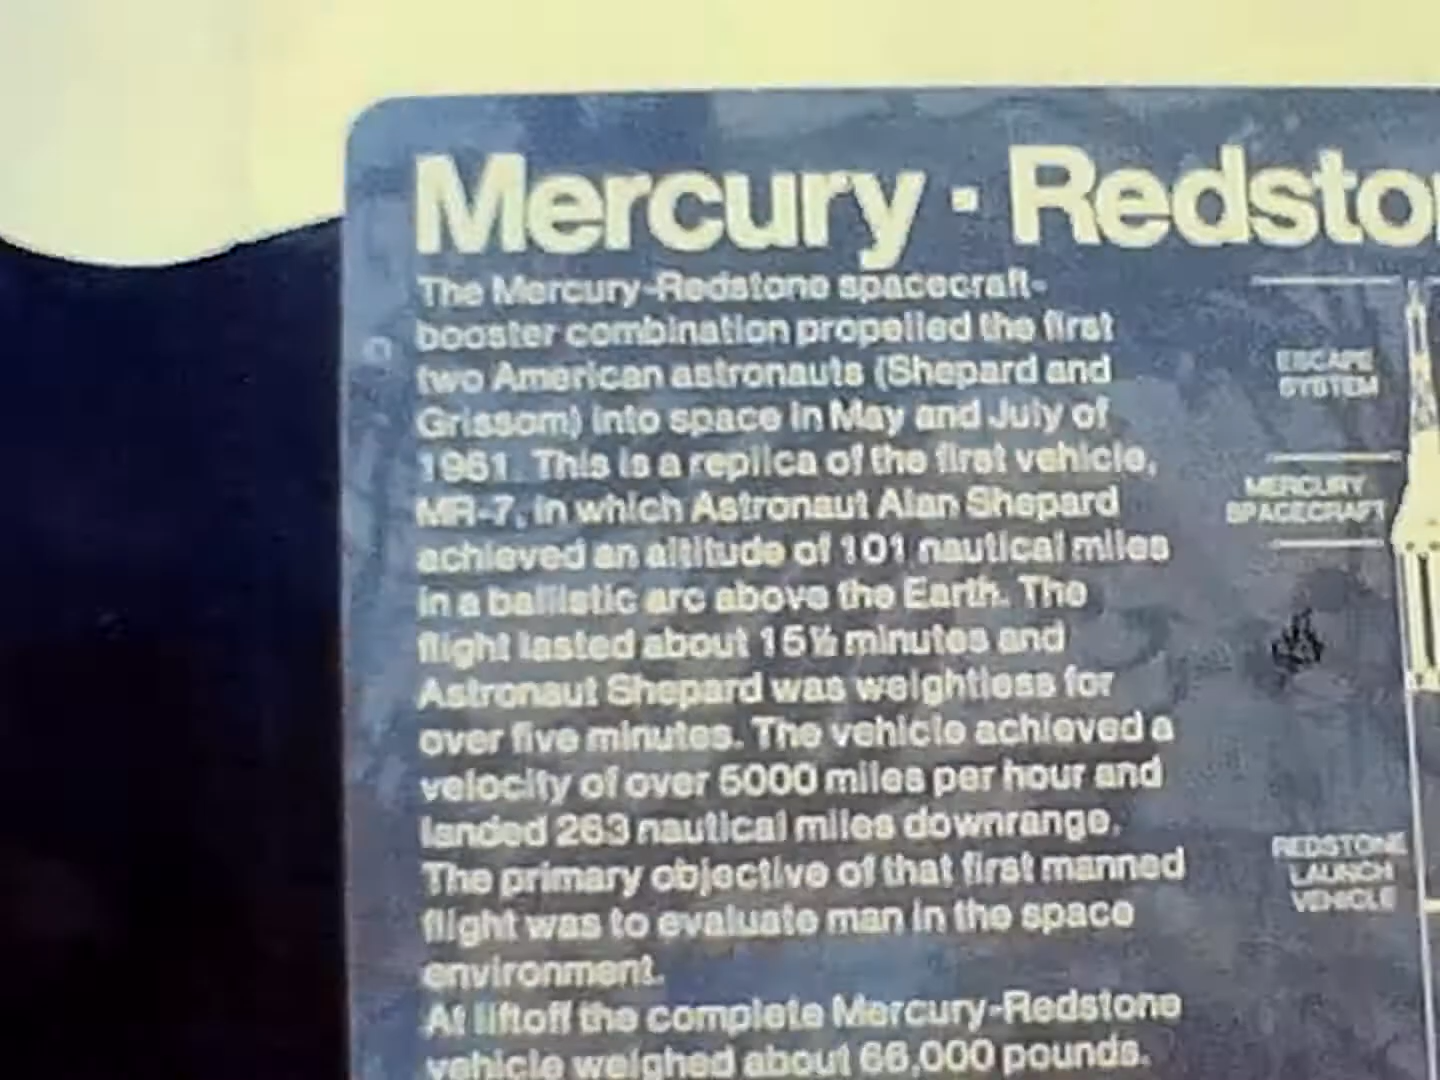 Mercury · Redsto
The Mercury-Redstone spacecraft-
booster combination propelled the first
two American astronauts (Shepard and
Grissom) into space in May and July of
1961. This is a replica of the first vehicle,
MR-7, in which Astronaut Alan Shepard
achieved an altitude of 101 nautical miles
in a ballistic arc above the Earth. The
flight lasted about 15½ minutes and
Astronaut Shepard was weightless for
over five minutes. The vehicle achieved a
velocity of over 5000 miles per hour and
landed 263 nautical miles downrange.
The primary objective of that first manned
flight was to evaluate man in the space
environment.
At liftoff the complete Mercury-Redstone
vehicle weighed about 66,000 pounds.
ESCAPE
SYSTEM
MERCURY
SPACECRAFT
REDSTONE
LAUNCH
VEHICLE